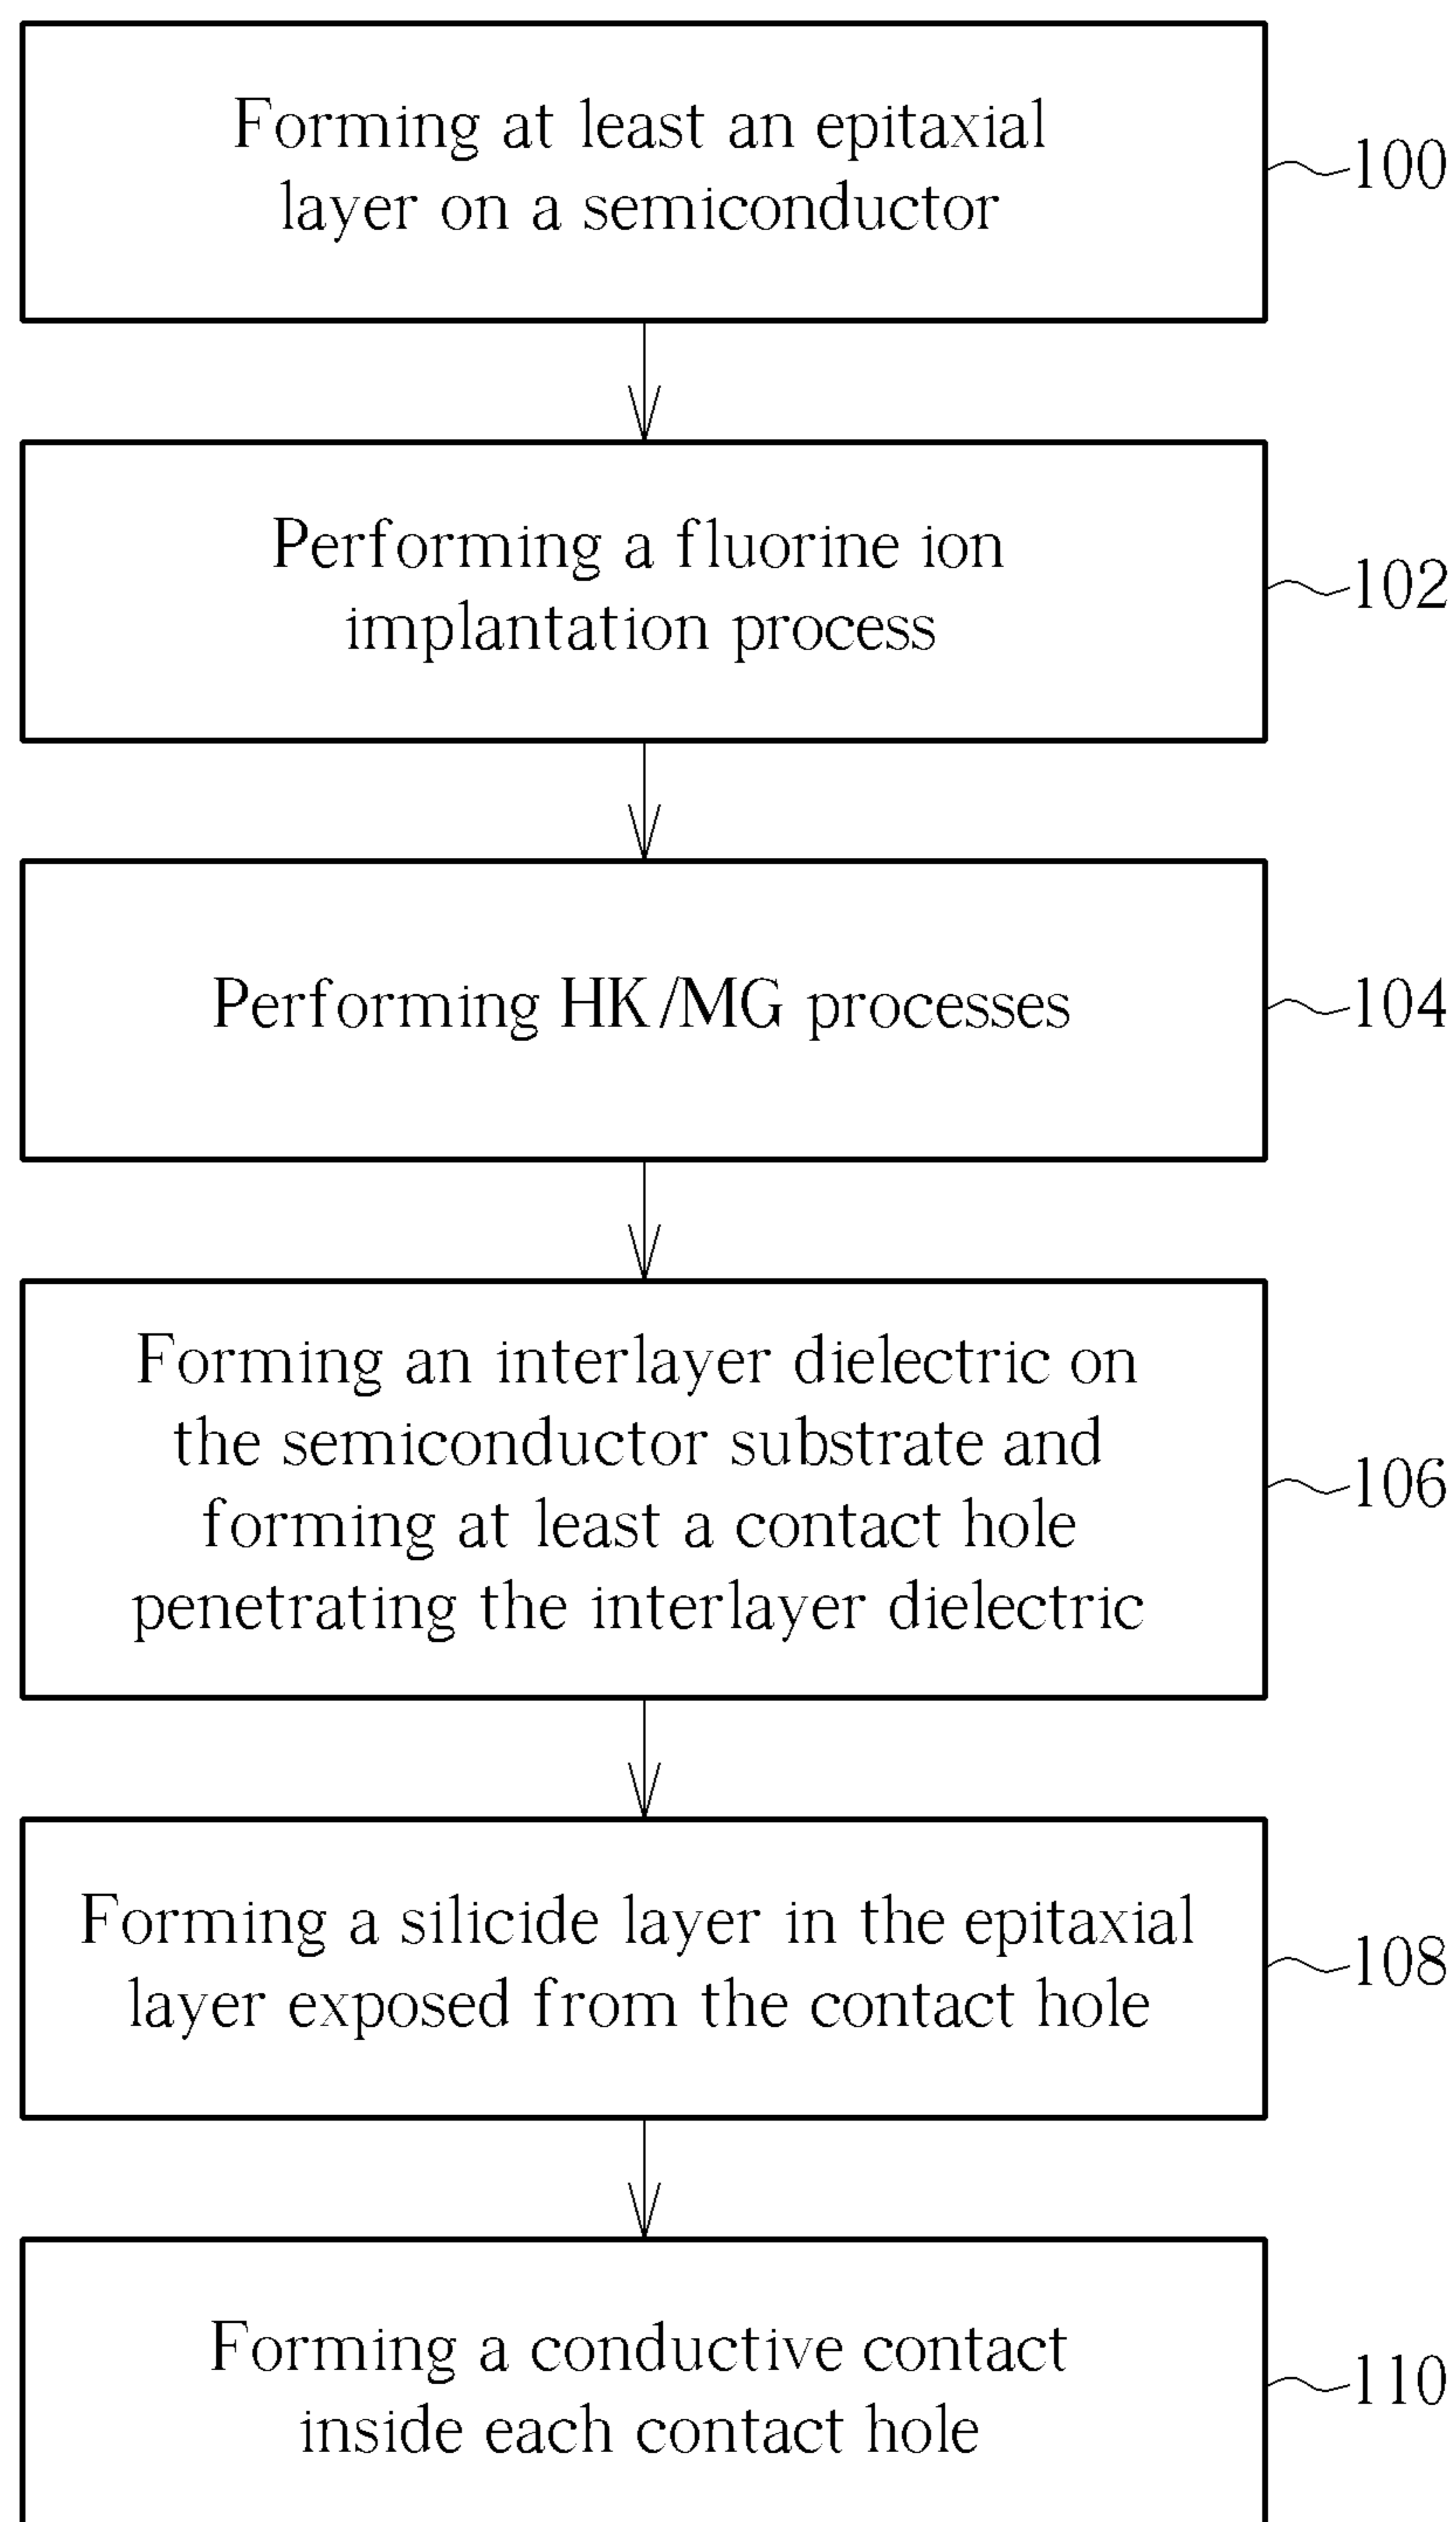 Forming at least an epitaxial
layer on a semiconductor
100
Performing a fluorine ion
implantation process
102
Performing HK/MG processes
104
Forming an interlayer dielectric on
the semiconductor substrate and
forming at least a contact hole
penetrating the interlayer dielectric
106
Forming a silicide layer in the epitaxial
layer exposed from the contact hole
108
Forming a conductive contact
inside each contact hole
110